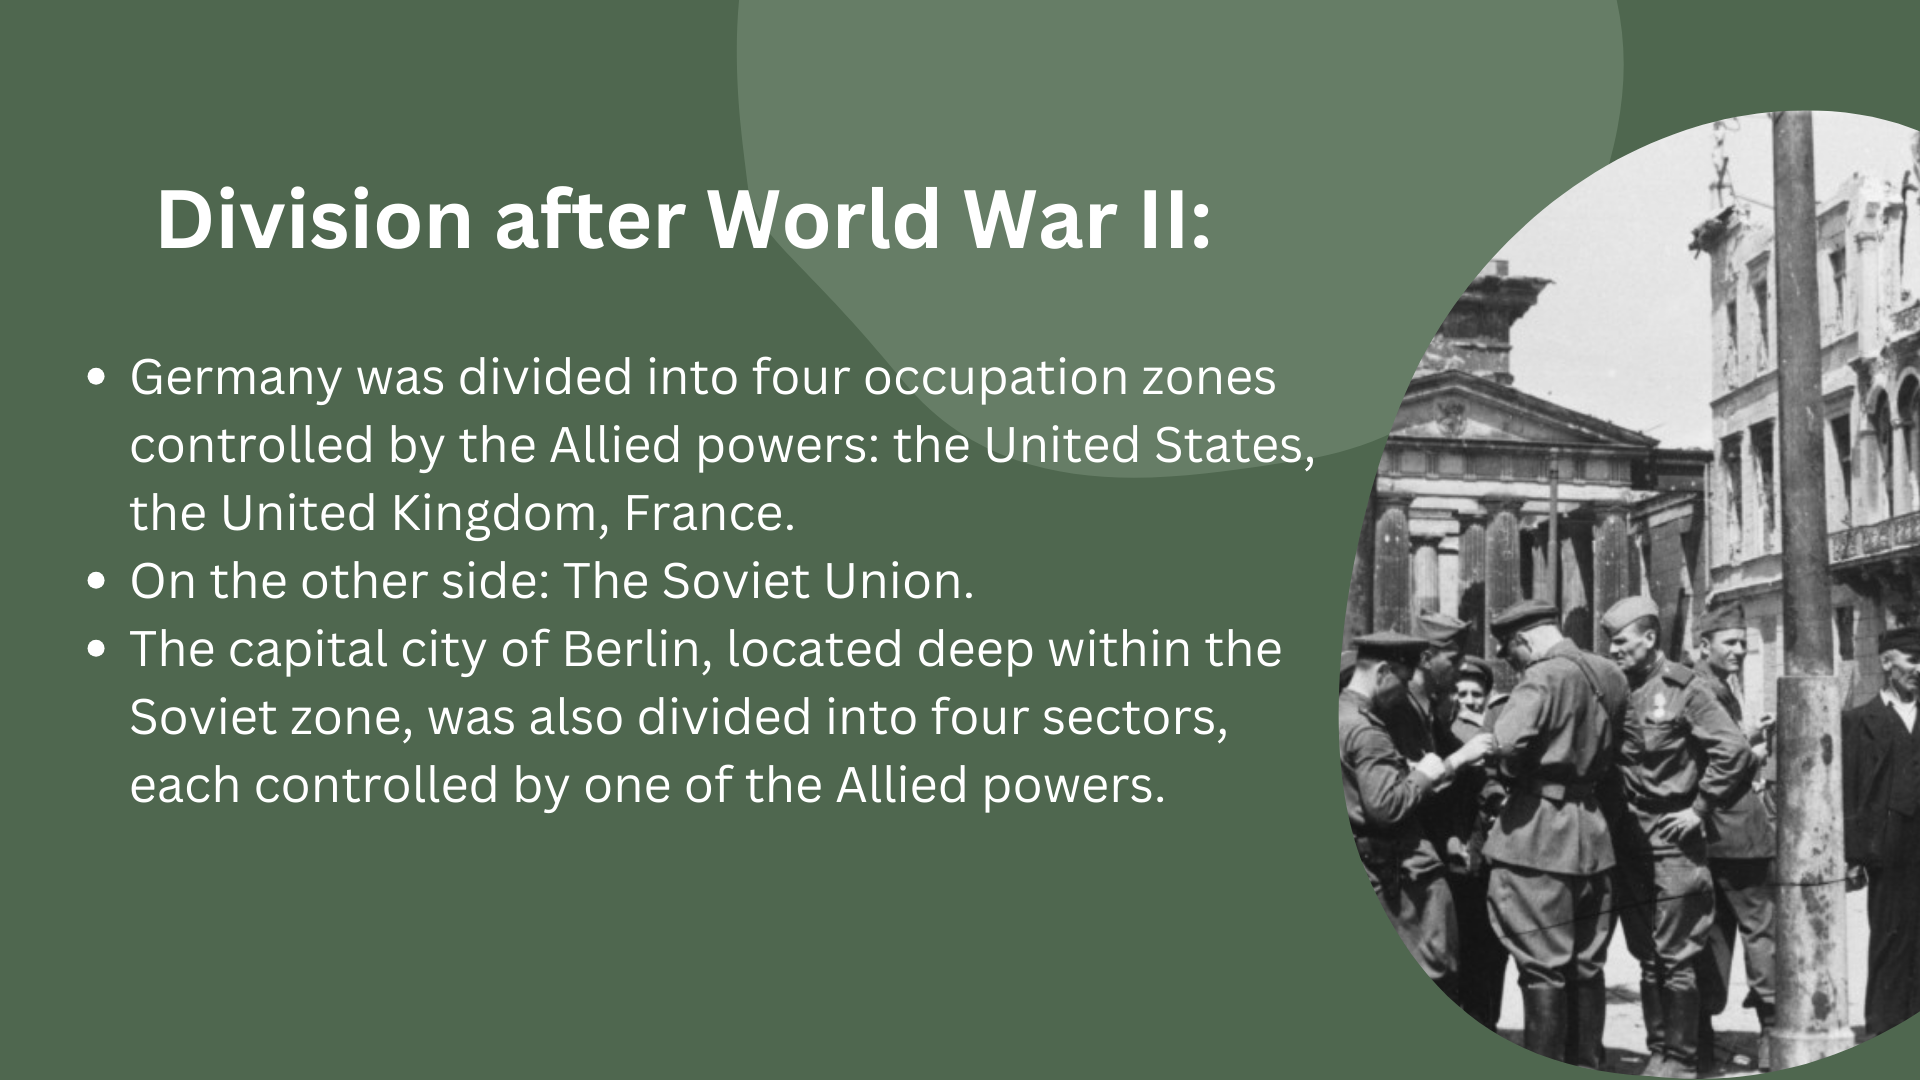 Division after World War II:
• Germany was divided into four occupation zones
controlled by the Allied powers: the United States,
the United Kingdom, France.
• On the other side: The Soviet Union.
• The capital city of Berlin, located deep within the
Soviet zone, was also divided into four sectors,
each controlled by one of the Allied powers.